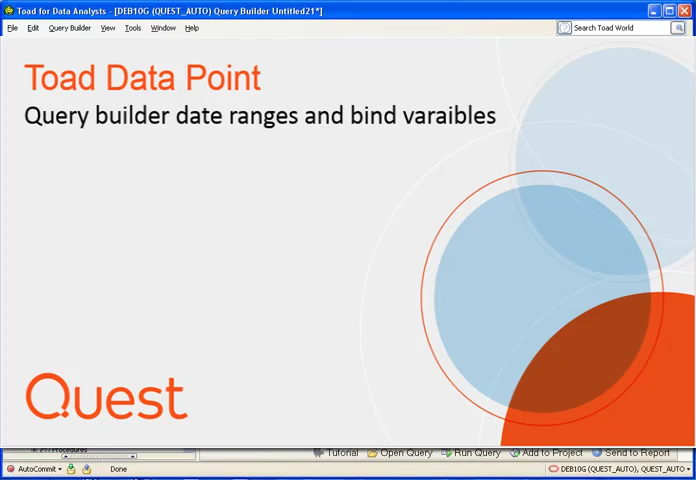 Toad for Data Analysts - [DEB10G (QUEST_AUTO) Query Builder Untitled21*]
File Edit Query Builder View Tools Window Search Toad World
Toad Data Point
Query builder date ranges and bind varaibles
Quest
Tutorial Open Query Run Query Add to Project Send to Report
AutoCommit Done DEB10G (QUEST_AUTO), QUEST_AUTO